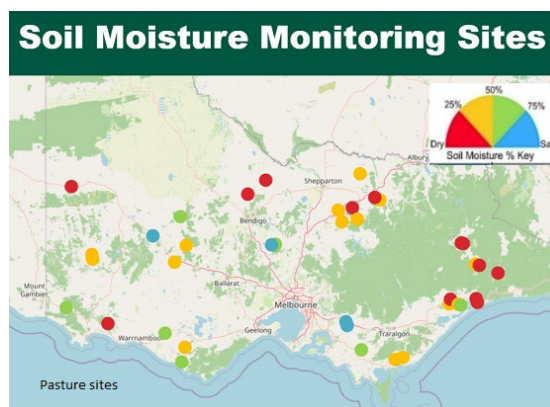 Soil Moisture Monitoring Sites
50%
25%
75%
Dry
Sa
Soil Moisture % Key
Albury
Shepparton
Bendigo
Mount
Gambier
Ballarat
Melbourne
Geelong
Warrnambool
Traralgon
Pasture sites